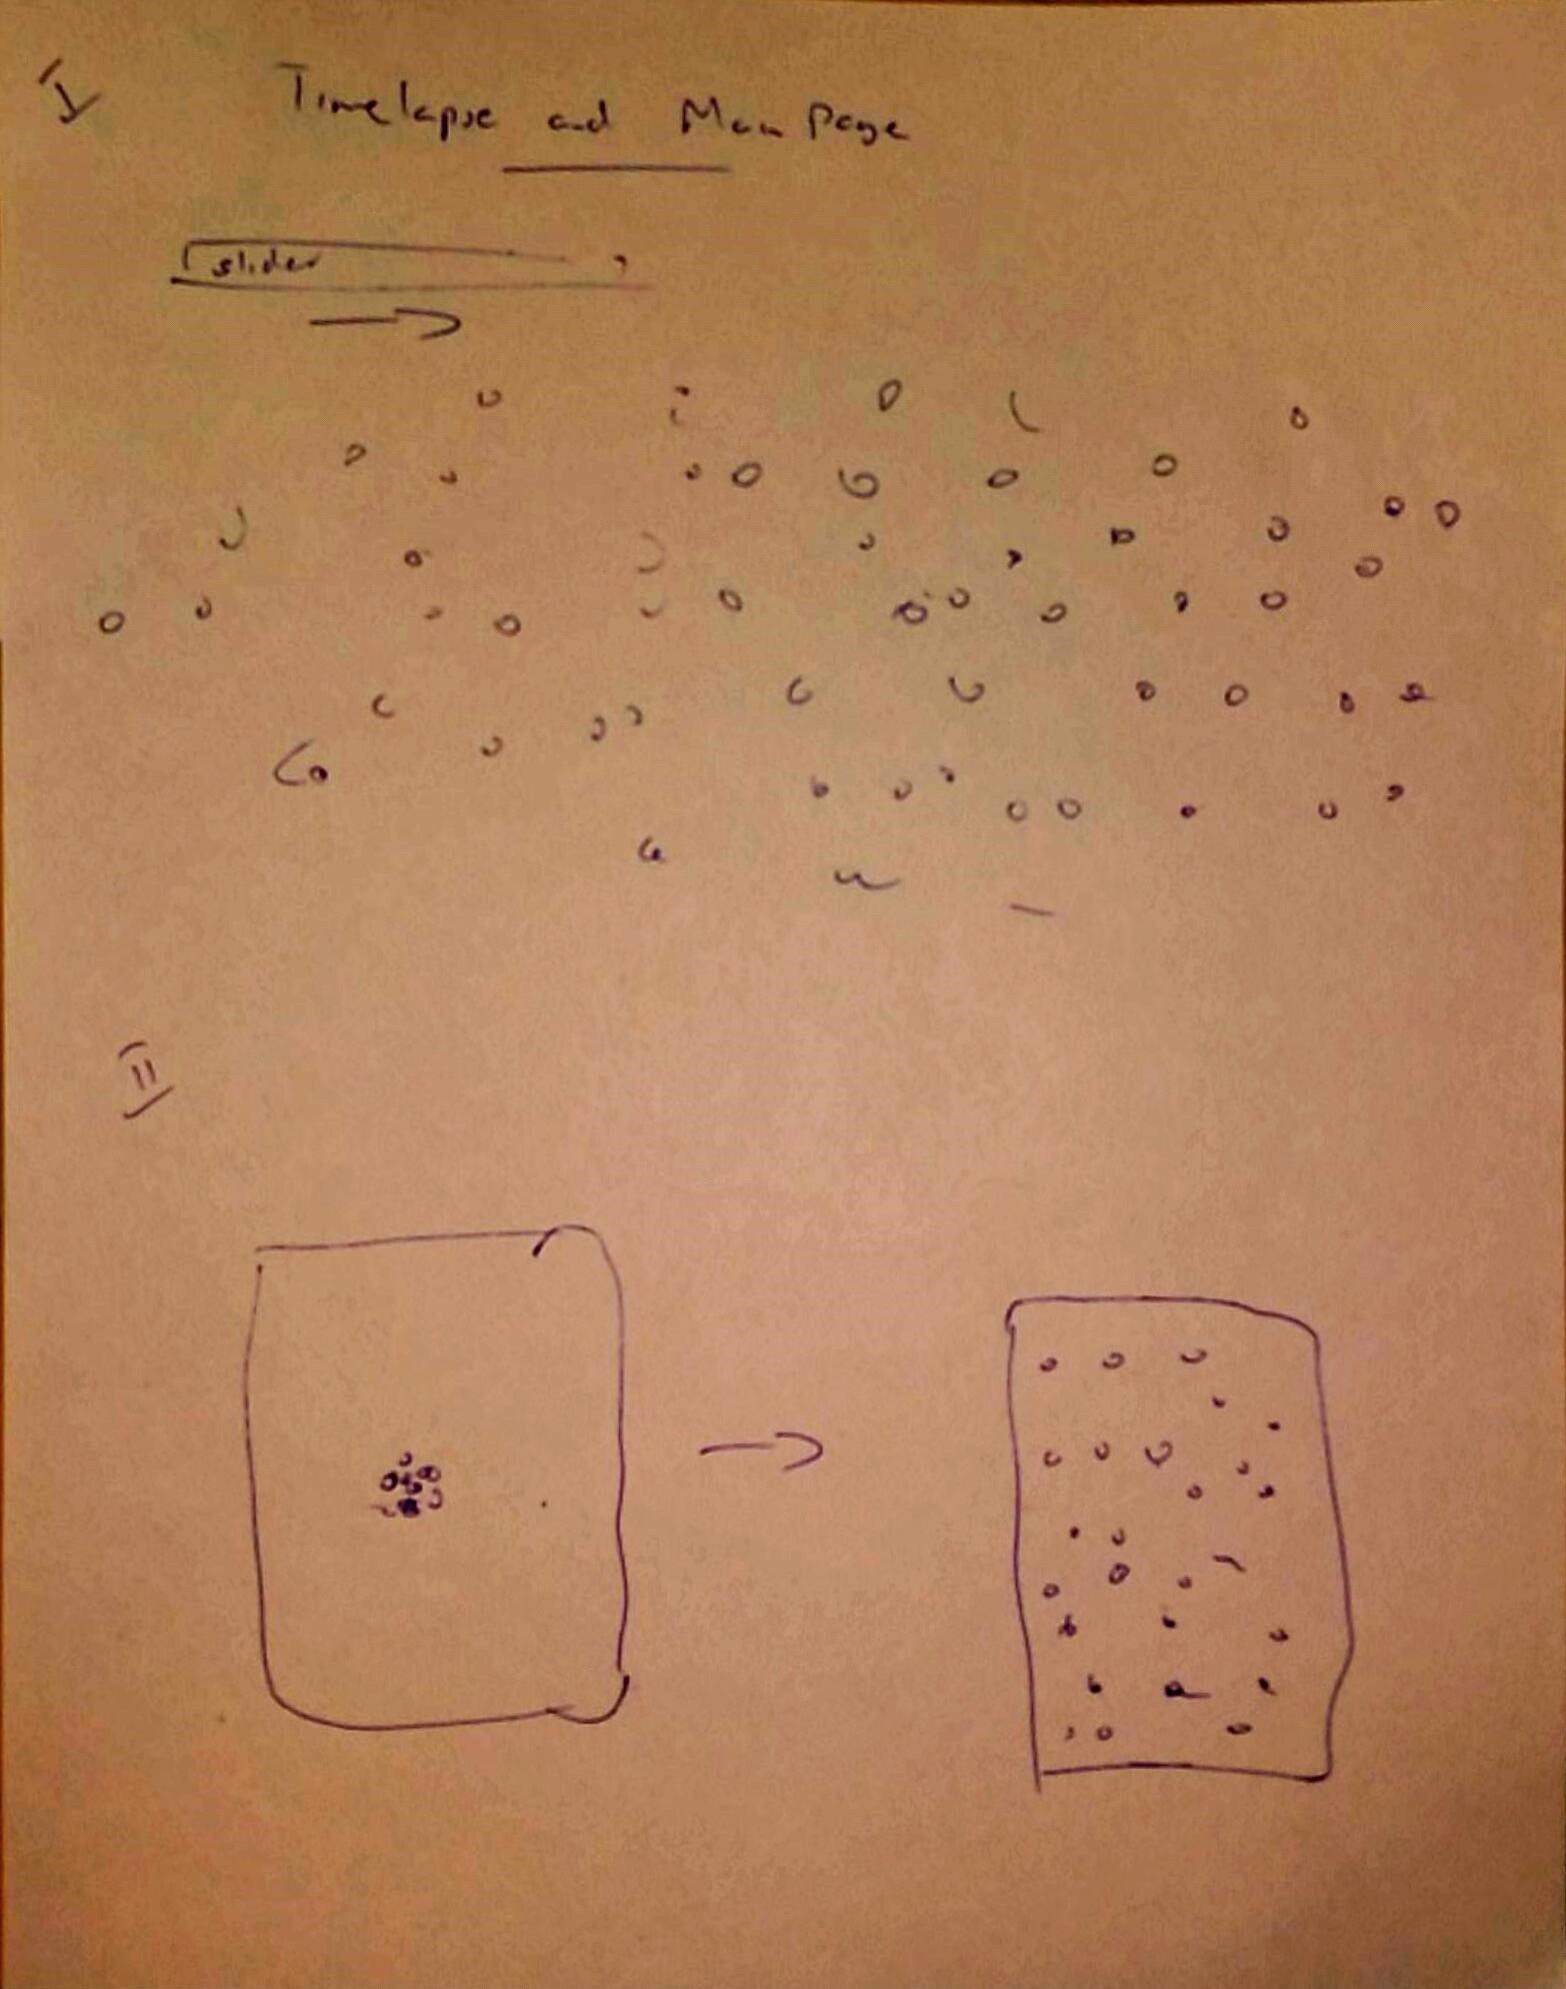 I
Timelapse and Main Page
slider
II